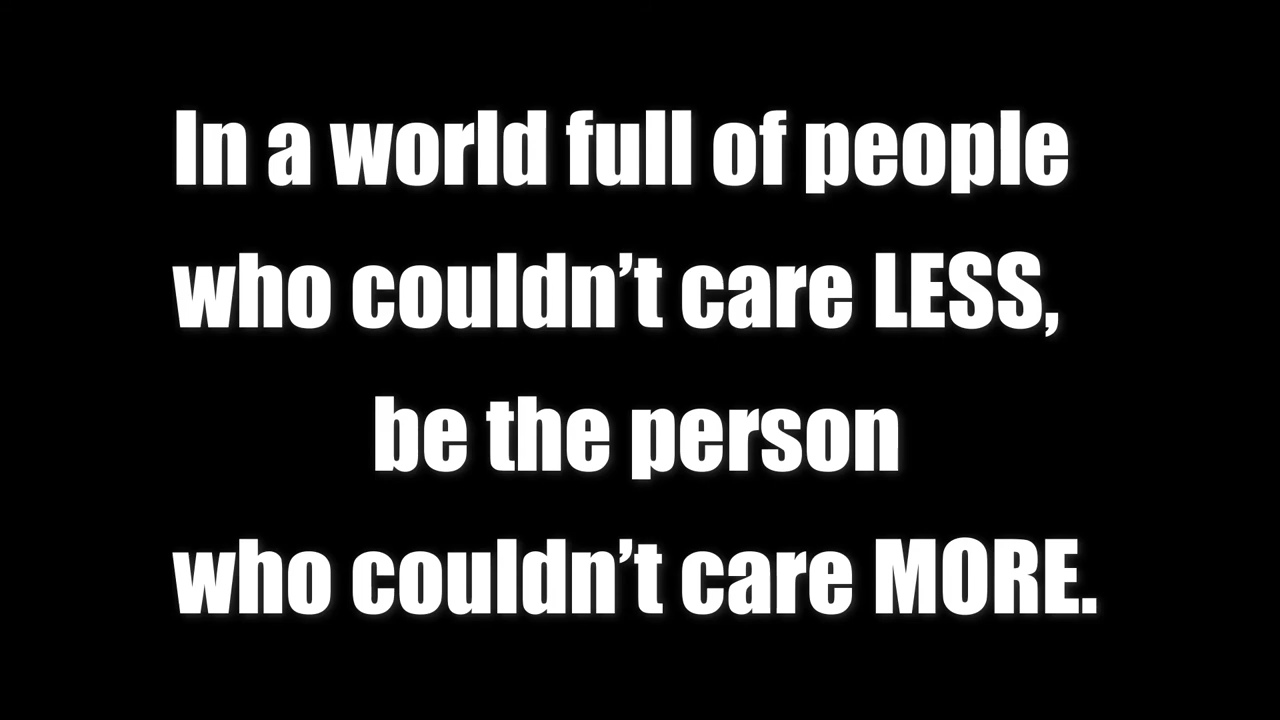 In a world full of people
who couldn’t care LESS,
be the person
who couldn’t care MORE.